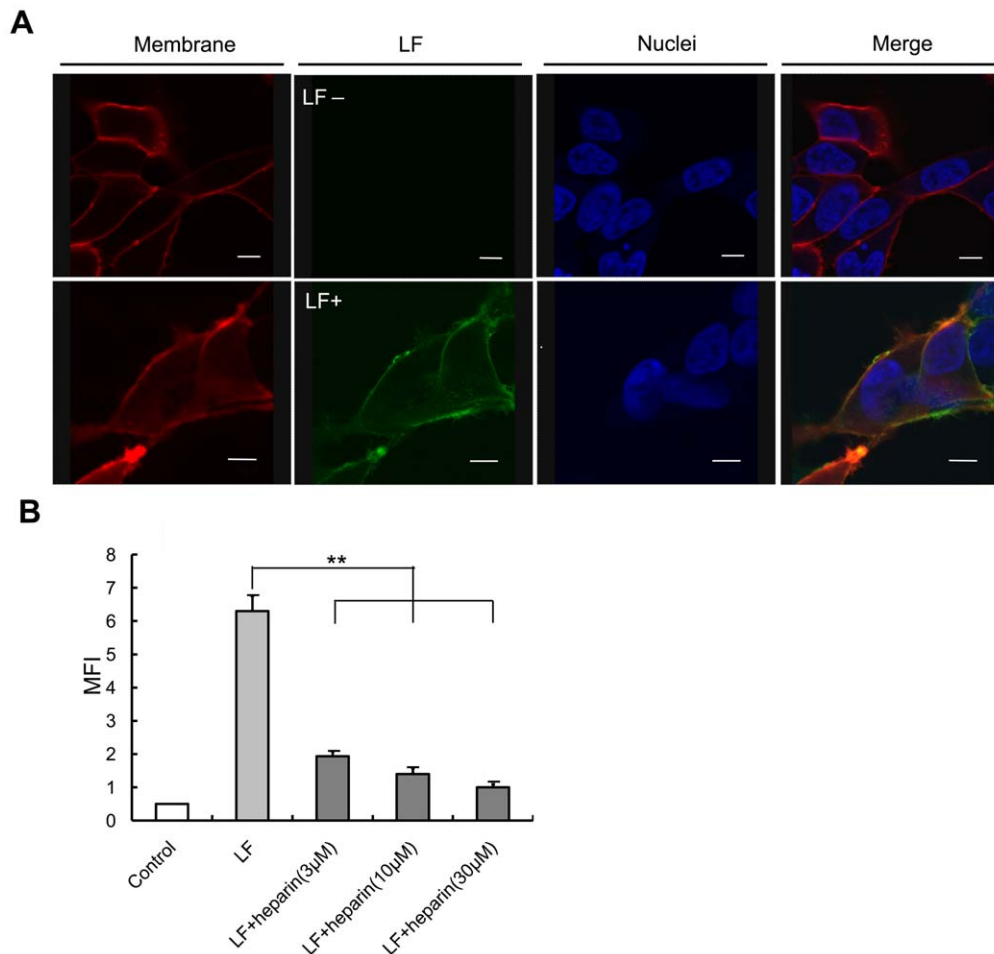 A
Membrane LF Nuclei Merge
LF –
LF+
B
8
7
6
5
4
3
2
1
0
MFI
**
Control
LF
LF+heparin(3μM)
LF+heparin(10μM)
LF+heparin(30μM)